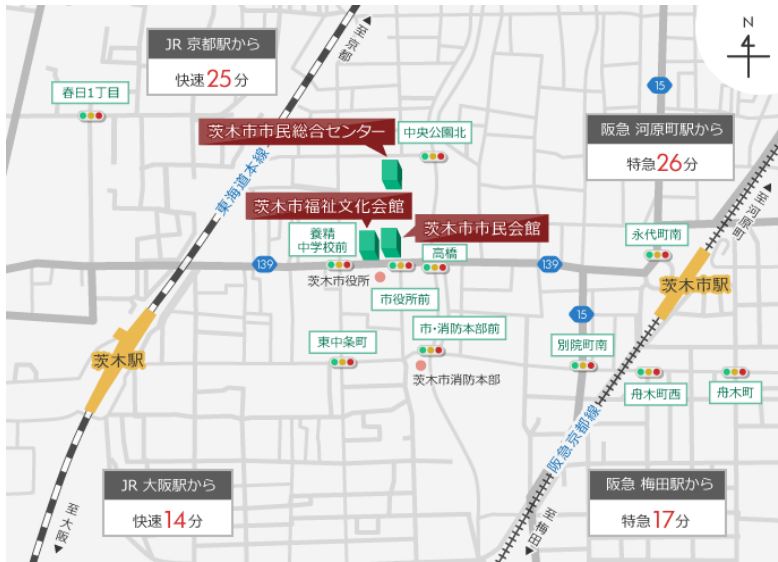 JR 京都駅から
快速25分
至京都
N
15
春日1丁目
茨木市市民総合センター
中央公園北
阪急 河原町駅から
特急26分
東海道本線
至河原町
茨木市福祉文化会館
茨木市市民会館
養精
中学校前
高橋
永代町南
139
139
茨木市役所
茨木市駅
市役所前
15
茨木駅
東中条町
市・消防本部前
別院町南
茨木市消防本部
舟木町西
舟木町
阪急京都線
JR 大阪駅から
快速14分
阪急 梅田駅から
特急17分
至大阪
至梅田